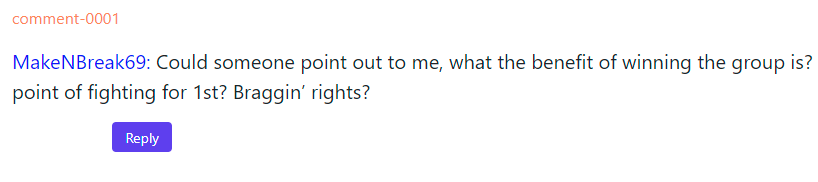 comment-0001
MakeNBreak69: Could someone point out to me, what the benefit of winning the group is?
point of fighting for 1st? Braggin’ rights?
Reply